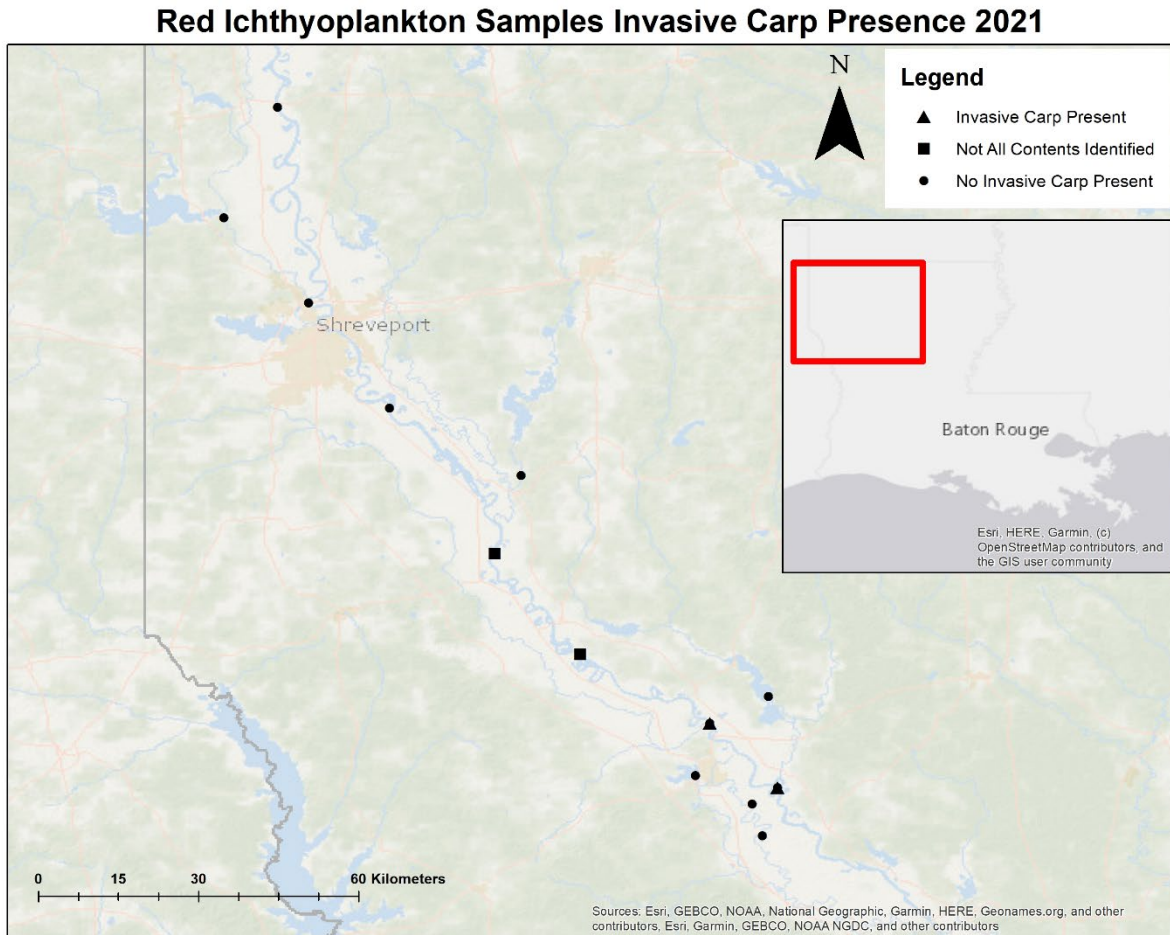 Red Ichthyoplankton Samples Invasive Carp Presence 2021
N
Legend
Invasive Carp Present
Not All Contents Identified
No Invasive Carp Present
Shreveport
Baton Rouge
Esri, HERE, Garmin, (c)
OpenStreetMap contributors, and
the GIS user community
0 15 30 60 Kilometers
Sources: Esri, GEBCO, NOAA, National Geographic, Garmin, HERE, Geonames.org, and other
contributors, Esri, Garmin, GEBCO, NOAA NGDC, and other contributors